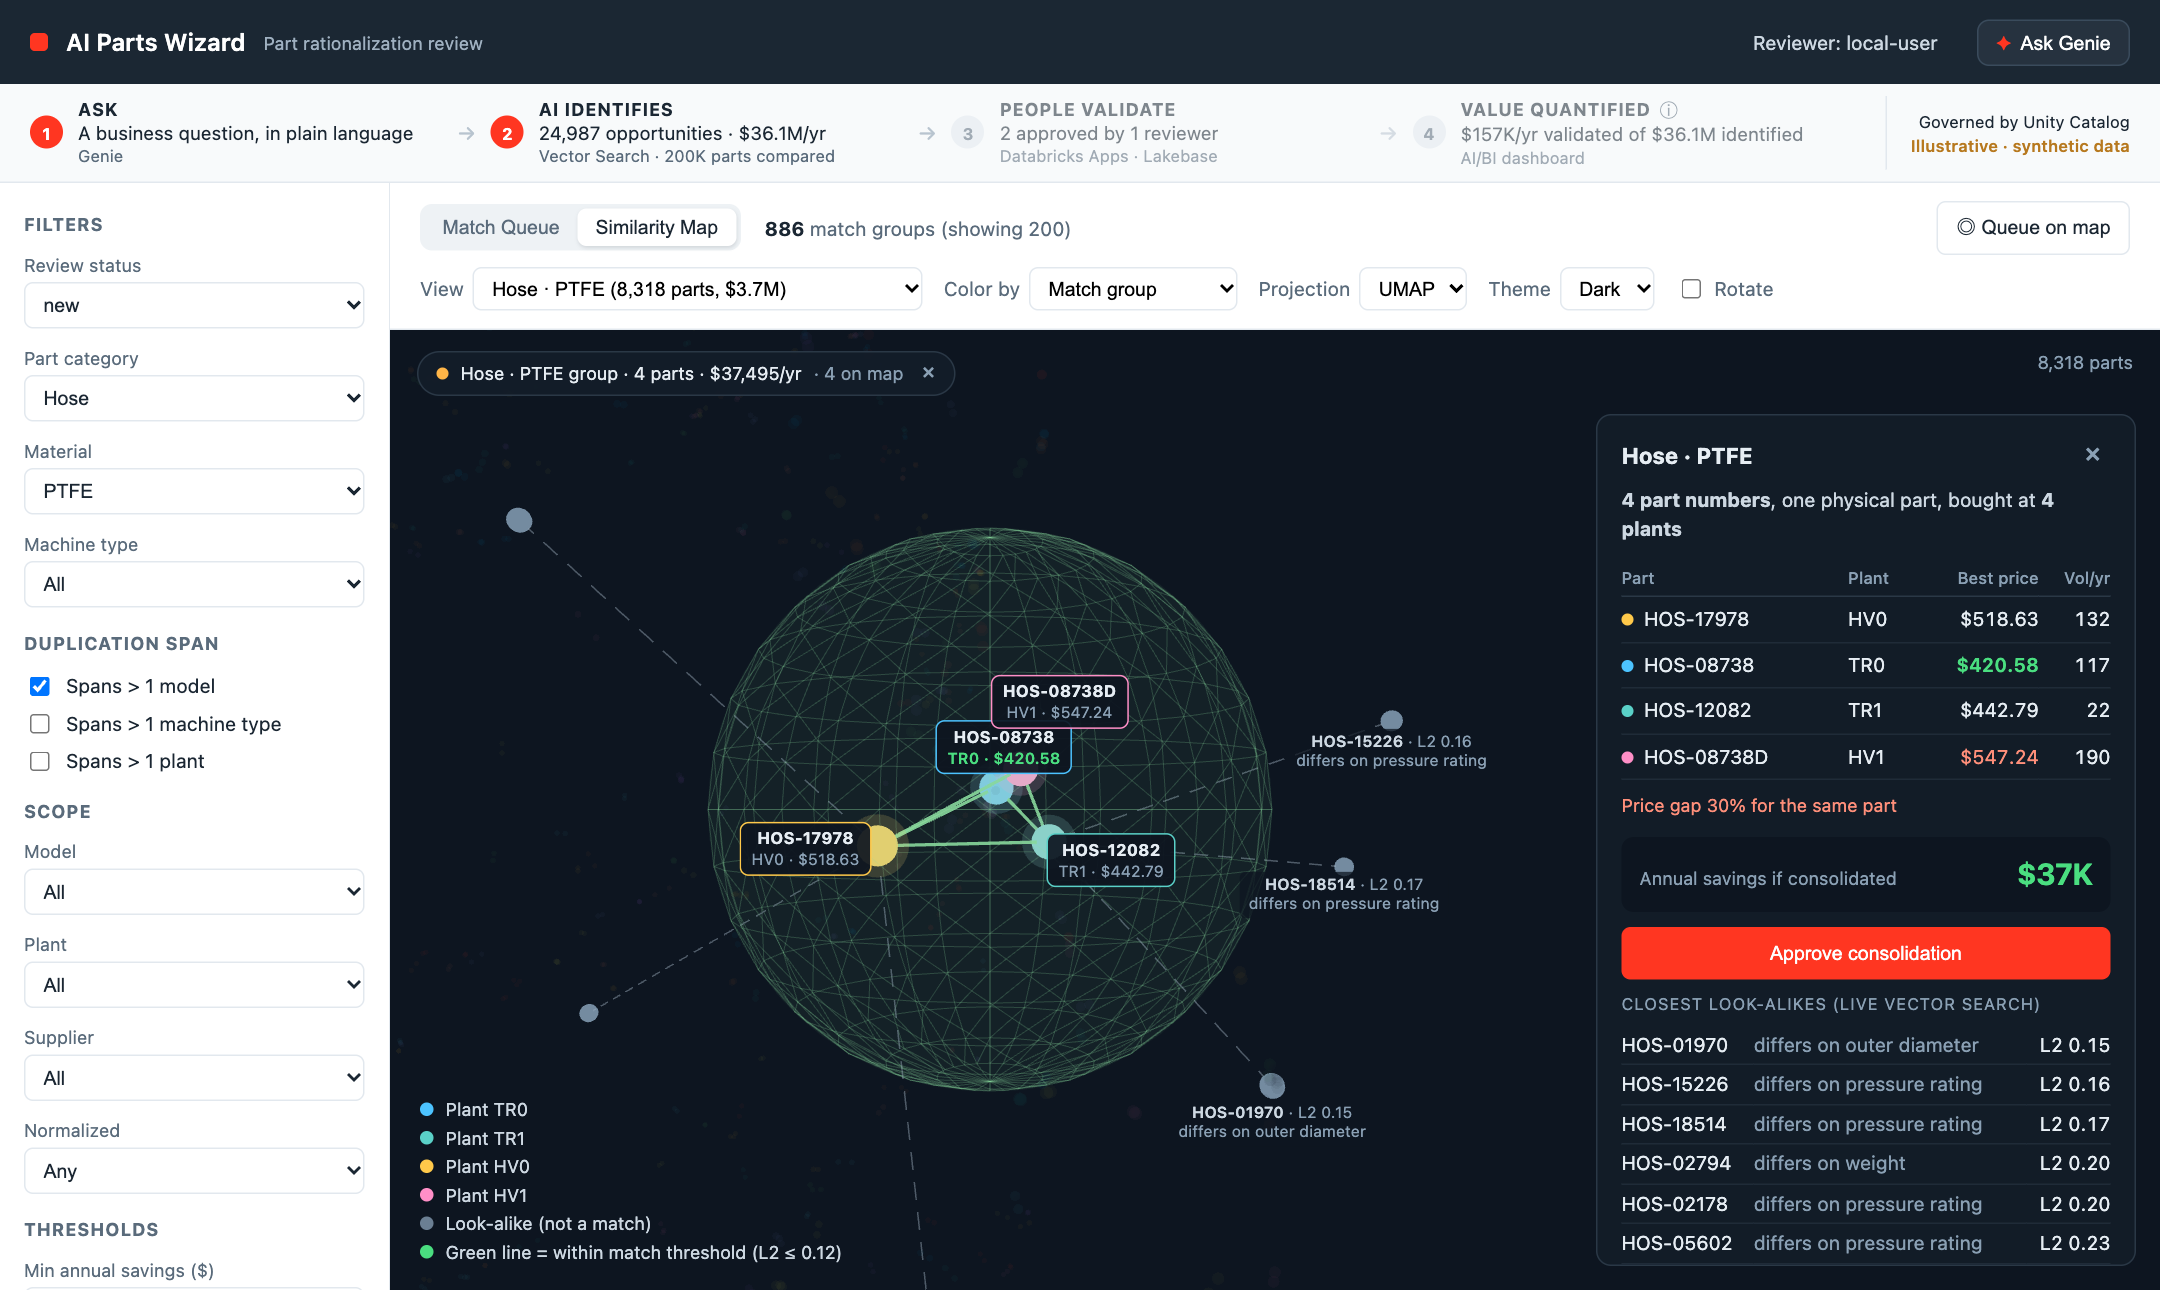 AI Parts Wizard Part rationalization review
Reviewer: local-user
✦ Ask Genie
1
ASK
A business question, in plain language
Genie
→
2
AI IDENTIFIES
24,987 opportunities · $36.1M/yr
Vector Search · 200K parts compared
→
3
PEOPLE VALIDATE
2 approved by 1 reviewer
Databricks Apps · Lakebase
→
4
VALUE QUANTIFIED ⓘ
$157K/yr validated of $36.1M identified
AI/BI dashboard
Governed by Unity Catalog
Illustrative · synthetic data
FILTERS
Review status
new
Part category
Hose
Material
PTFE
Machine type
All
DUPLICATION SPAN
Spans > 1 model
Spans > 1 machine type
Spans > 1 plant
SCOPE
Model
All
Plant
All
Supplier
All
Normalized
Any
THRESHOLDS
Min annual savings ($)
Match Queue Similarity Map 886 match groups (showing 200)
◎ Queue on map
View Hose · PTFE (8,318 parts, $3.7M) Color by Match group Projection UMAP Theme Dark Rotate
Hose · PTFE group · 4 parts · $37,495/yr · 4 on map ×
8,318 parts
HOS-08738D
HV1 · $547.24
HOS-08738
TR0 · $420.58
HOS-17978
HV0 · $518.63
HOS-12082
TR1 · $442.79
HOS-15226 · L2 0.16
differs on pressure rating
HOS-18514 · L2 0.17
differs on pressure rating
HOS-01970 · L2 0.15
differs on outer diameter
Plant TR0
Plant TR1
Plant HV0
Plant HV1
Look-alike (not a match)
Green line = within match threshold (L2 ≤ 0.12)
Hose · PTFE ×
4 part numbers, one physical part, bought at 4
plants
Part Plant Best price Vol/yr
HOS-17978 HV0 $518.63 132
HOS-08738 TR0 $420.58 117
HOS-12082 TR1 $442.79 22
HOS-08738D HV1 $547.24 190
Price gap 30% for the same part
Annual savings if consolidated $37K
Approve consolidation
CLOSEST LOOK-ALIKES (LIVE VECTOR SEARCH)
HOS-01970 differs on outer diameter L2 0.15
HOS-15226 differs on pressure rating L2 0.16
HOS-18514 differs on pressure rating L2 0.17
HOS-02794 differs on weight L2 0.20
HOS-02178 differs on pressure rating L2 0.20
HOS-05602 differs on pressure rating L2 0.23